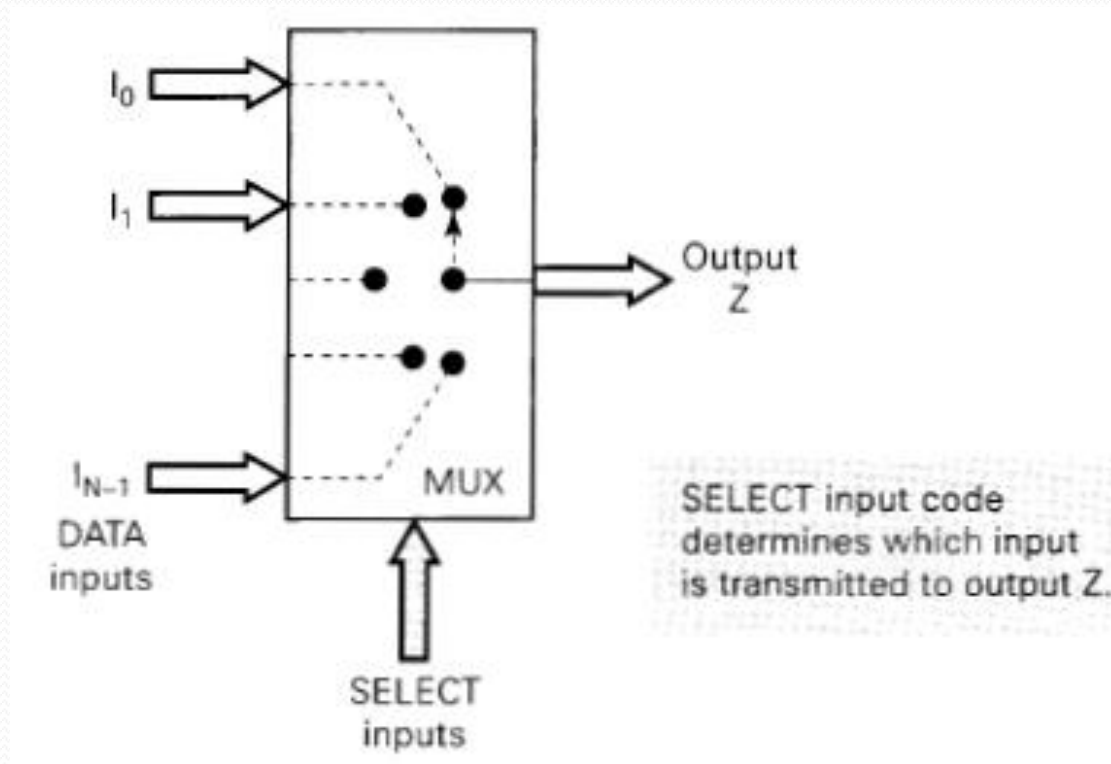 I0
I1
Output
Z
IN–1
MUX
DATA
inputs
SELECT input code
determines which input
is transmitted to output Z.
SELECT
inputs